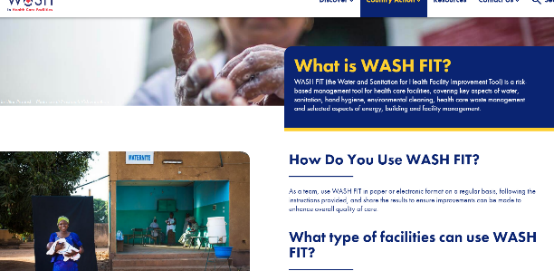 WASH
in Health Care Facilities
Discover
Country Action
Resources
Contact Us
What is WASH FIT?
WASH FIT (the Water and Sanitation for Health Facility Improvement Tool) is a risk
based management tool for health care facilities, covering key aspects of water,
sanitation, hand hygiene, environmental cleaning, health care waste management
and selected aspects of energy, building and facility management.
MATERNITE
How Do You Use WASH FIT?
As a team, use WASH FIT in paper or electronic format on a regular basis, following the
instructions provided, and share the results to ensure improvements can be made to
enhance overall quality of care
What type of facilities can use WASH
FIT?